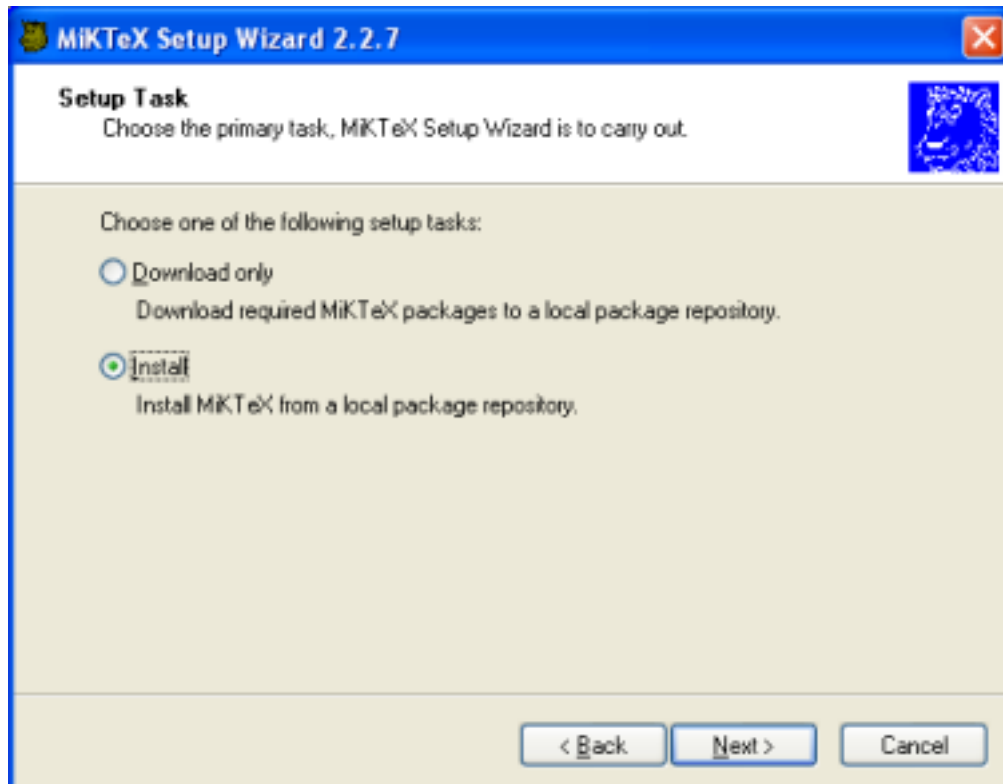 MiKTeX Setup Wizard 2.2.7
Setup Task
Choose the primary task, MiKTeX Setup Wizard is to carry out.
Choose one of the following setup tasks:
Download only
Download required MiKTeX packages to a local package repository.
Install
Install MiKTeX from a local package repository.
< Back
Next >
Cancel